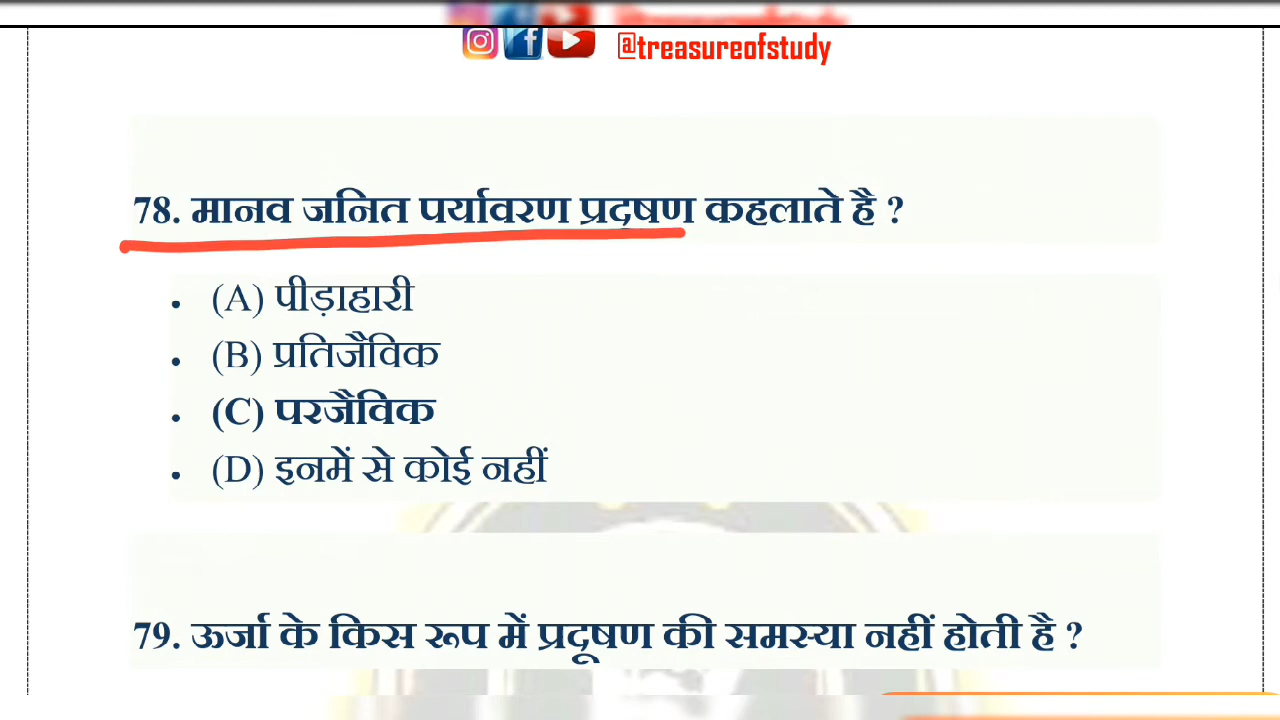 @treasureofstudy
78. मानव जनित पर्यावरण प्रदूषण कहलाते है ?
• (A) पीड़ाहारी
• (B) प्रतिजैविक
• (C) परजैविक
• (D) इनमें से कोई नहीं
79. ऊर्जा के किस रूप में प्रदूषण की समस्या नहीं होती है ?